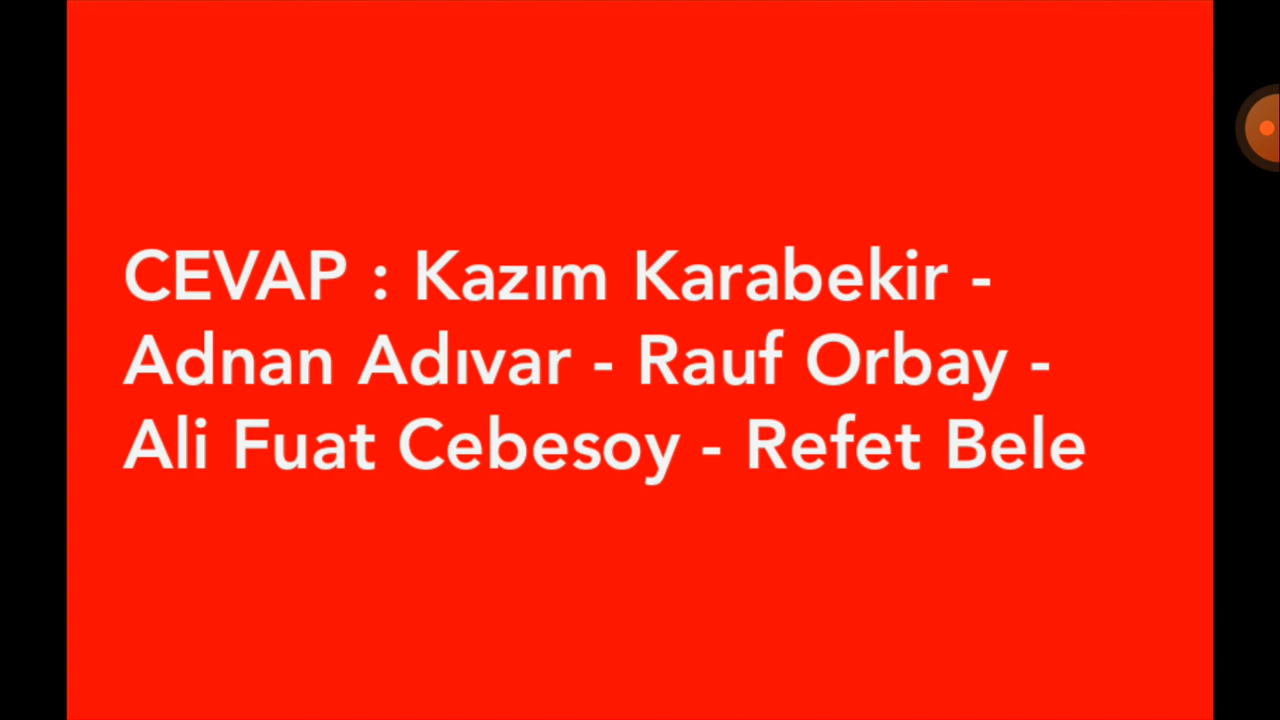 CEVAP : Kazım Karabekir -
Adnan Adıvar - Rauf Orbay -
Ali Fuat Cebesoy - Refet Bele